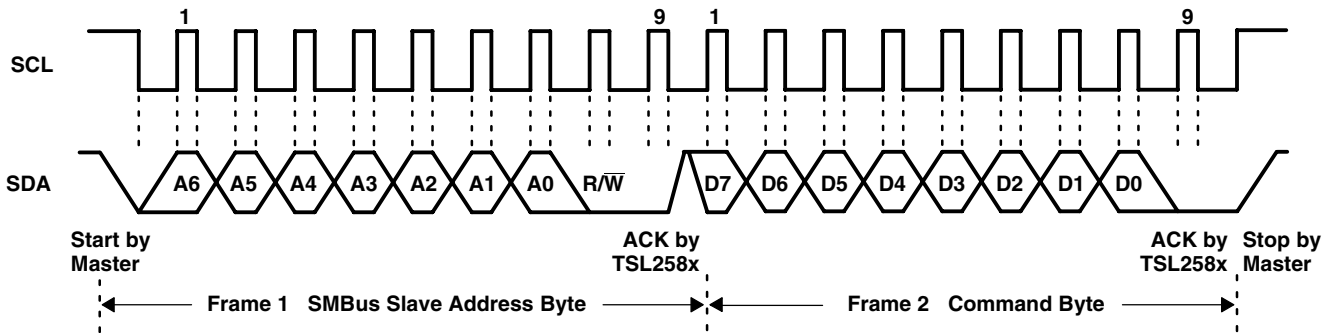 1 9 1 9
SCL
SDA A6 A5 A4 A3 A2 A1 A0 R/W̅ D7 D6 D5 D4 D3 D2 D1 D0
Start by Master
ACK by TSL258x
ACK by TSL258x
Stop by Master
Frame 1 SMBus Slave Address Byte
Frame 2 Command Byte